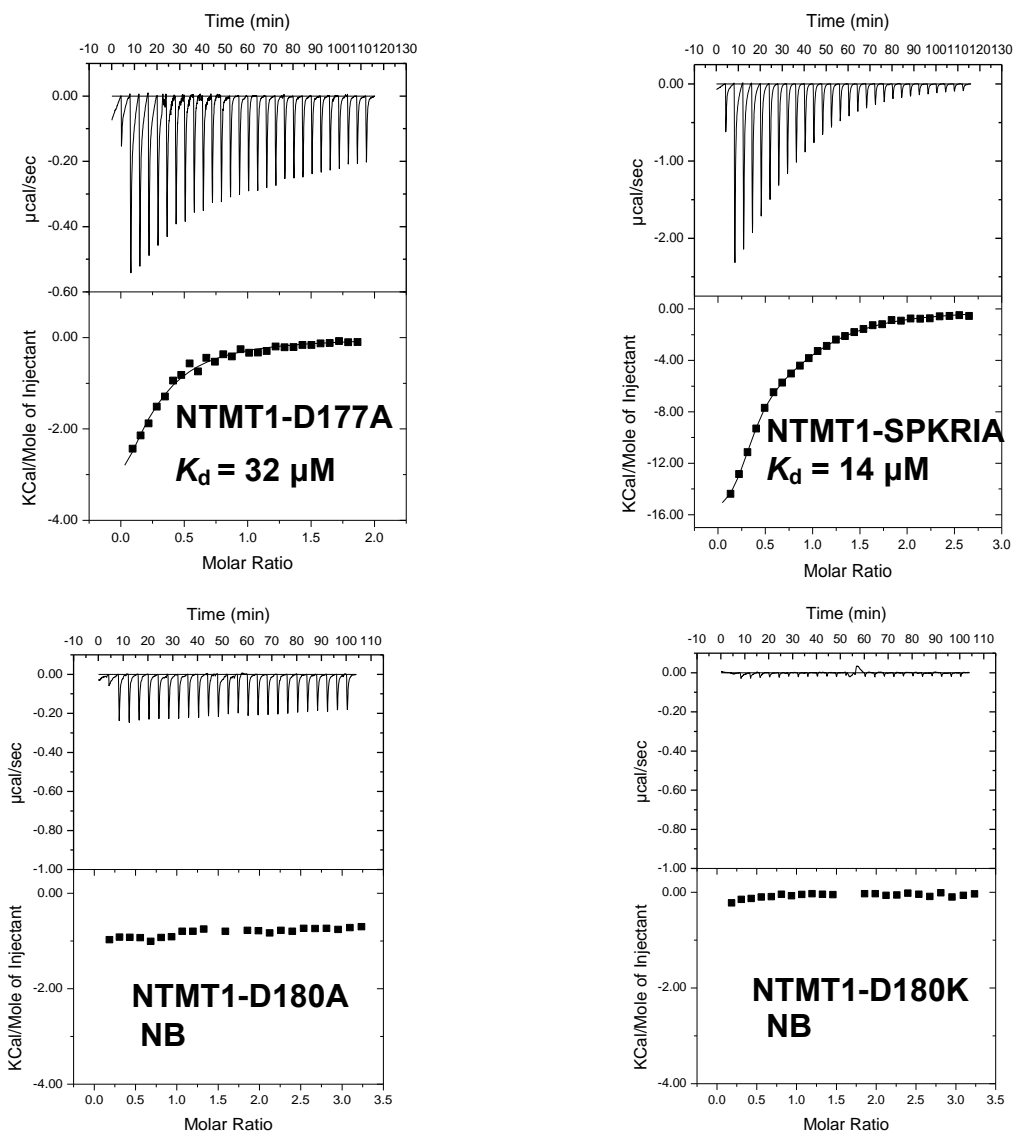 Time (min)
-10 0 10 20 30 40 50 60 70 80 90 100 110 120 130
0.00
-0.20
-0.40
-0.60
µcal/sec
0.00
-2.00
-4.00
KCal/Mole of Injectant
NTMT1-D177A
Kd = 32 µM
0.0 0.5 1.0 1.5 2.0
Molar Ratio
Time (min)
-10 0 10 20 30 40 50 60 70 80 90 100 110 120 130
0.00
-1.00
-2.00
µcal/sec
0.00
-4.00
-8.00
-12.00
-16.00
KCal/Mole of Injectant
NTMT1-SPKRIA
Kd = 14 µM
0.0 0.5 1.0 1.5 2.0 2.5 3.0
Molar Ratio
Time (min)
-10 0 10 20 30 40 50 60 70 80 90 100 110
0.00
-0.20
-0.40
-0.60
-0.80
-1.00
µcal/sec
0.00
-2.00
-4.00
KCal/Mole of Injectant
NTMT1-D180A
NB
0.0 0.5 1.0 1.5 2.0 2.5 3.0 3.5
Molar Ratio
Time (min)
-10 0 10 20 30 40 50 60 70 80 90 100 110
0.00
-0.20
-0.40
-0.60
-0.80
-1.00
µcal/sec
0.00
-2.00
-4.00
KCal/Mole of Injectant
NTMT1-D180K
NB
0.0 0.5 1.0 1.5 2.0 2.5 3.0 3.5
Molar Ratio